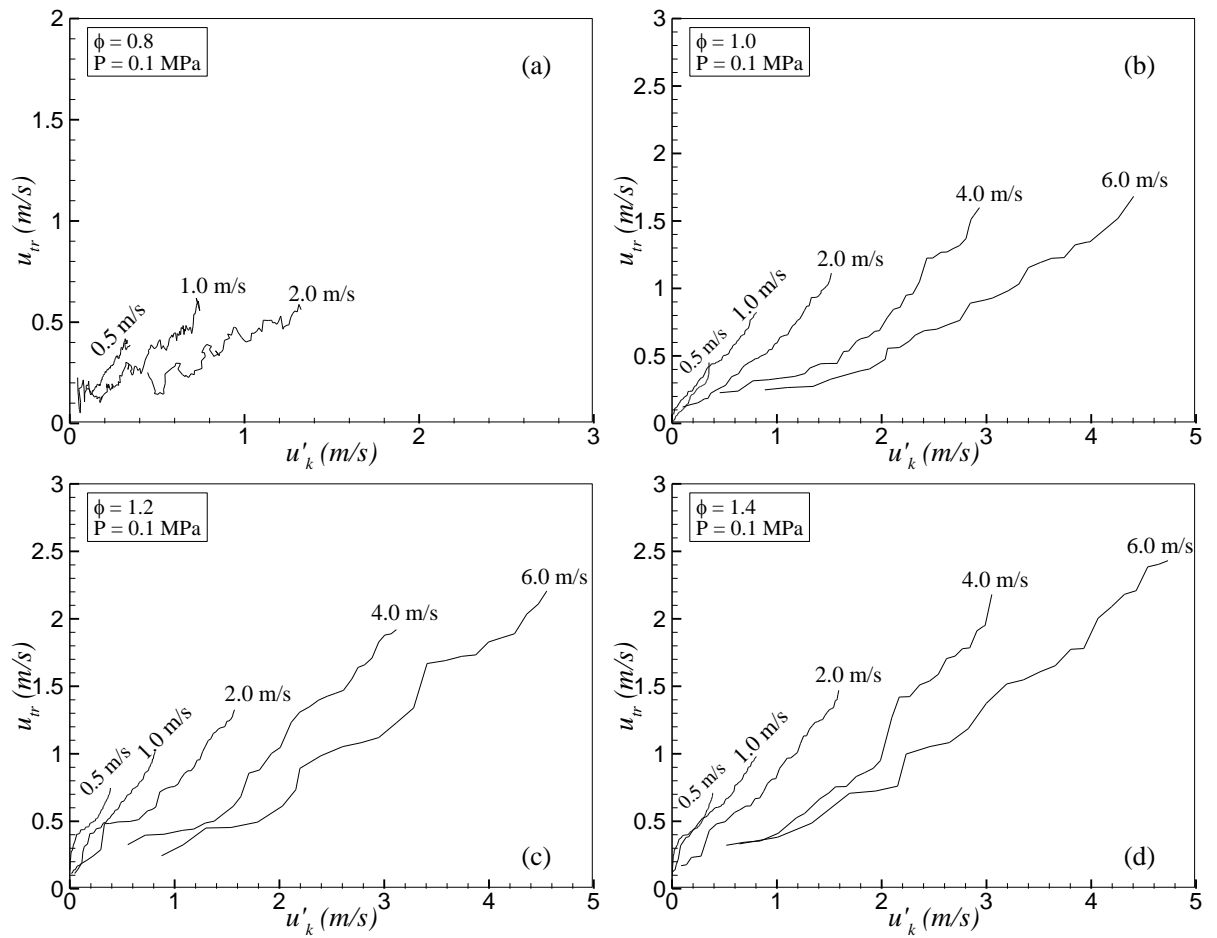 ϕ = 0.8
P = 0.1 MPa
(a)
2
1.5
1
0.5
0
u_tr (m/s)
0.5 m/s
1.0 m/s
2.0 m/s
0 1 2 3
u'_k (m/s)
ϕ = 1.0
P = 0.1 MPa
(b)
3
2.5
2
1.5
1
0.5
0
u_tr (m/s)
0.5 m/s
1.0 m/s
2.0 m/s
4.0 m/s
6.0 m/s
0 1 2 3 4 5
u'_k (m/s)
ϕ = 1.2
P = 0.1 MPa
(c)
3
2.5
2
1.5
1
0.5
0
u_tr (m/s)
0.5 m/s
1.0 m/s
2.0 m/s
4.0 m/s
6.0 m/s
0 1 2 3 4 5
u'_k (m/s)
ϕ = 1.4
P = 0.1 MPa
(d)
3
2.5
2
1.5
1
0.5
0
u_tr (m/s)
0.5 m/s
1.0 m/s
2.0 m/s
4.0 m/s
6.0 m/s
0 1 2 3 4 5
u'_k (m/s)